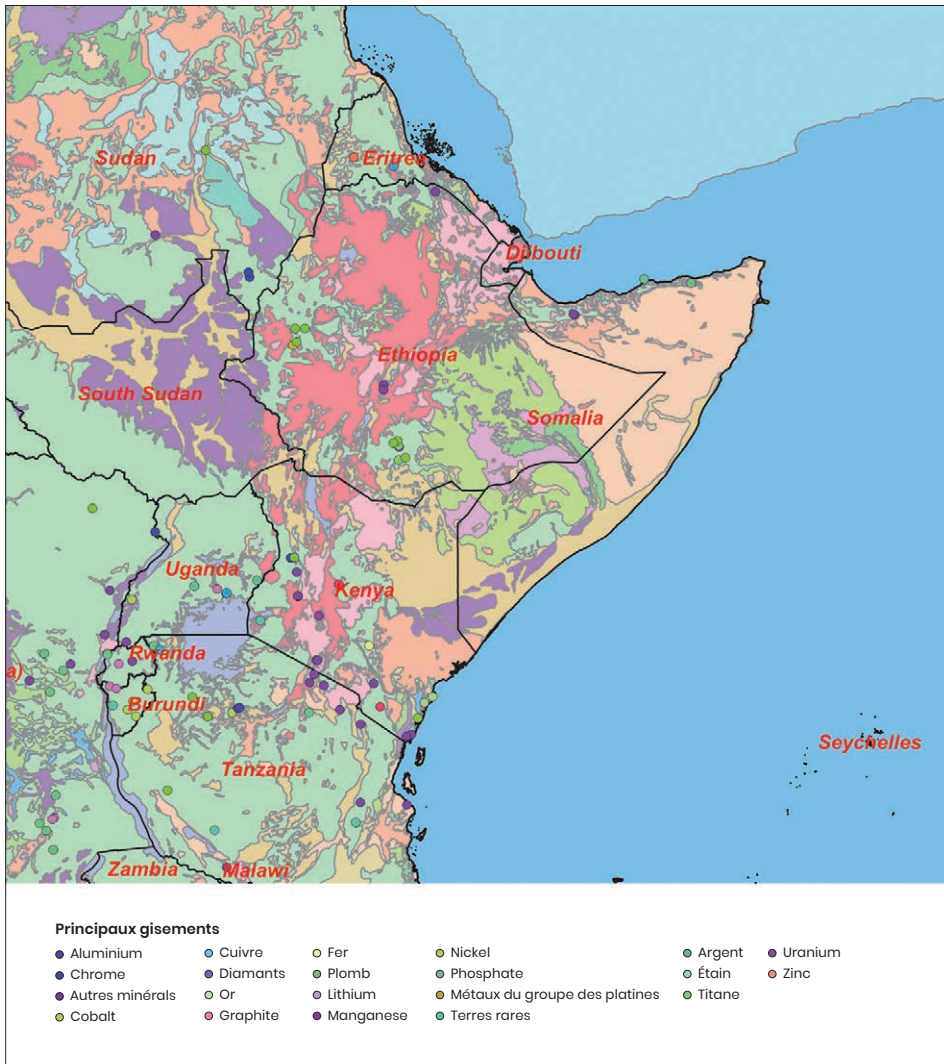 Sudan
Eritrea
Djibouti
Ethiopia
South Sudan
Somalia
Uganda
Kenya
Rwanda
a)
Burundi
Seychelles
Tanzania
Zambia
Malawi
Principaux gisements
Aluminium
Chrome
Autres minérals
Cobalt
Cuivre
Diamants
Or
Graphite
Fer
Plomb
Lithium
Manganese
Nickel
Phosphate
Métaux du groupe des platines
Terres rares
Argent
Étain
Titane
Uranium
Zinc